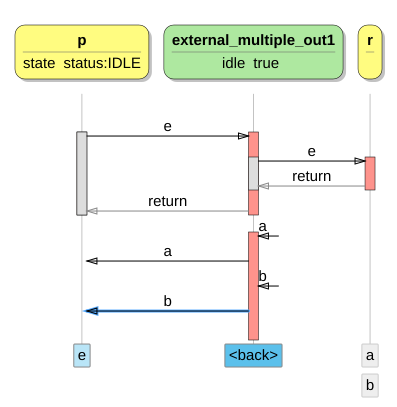 p
external_multiple_out1
r
state status:IDLE
idle true
e
e
return
return
a
a
b
b
e
<back>
a
b